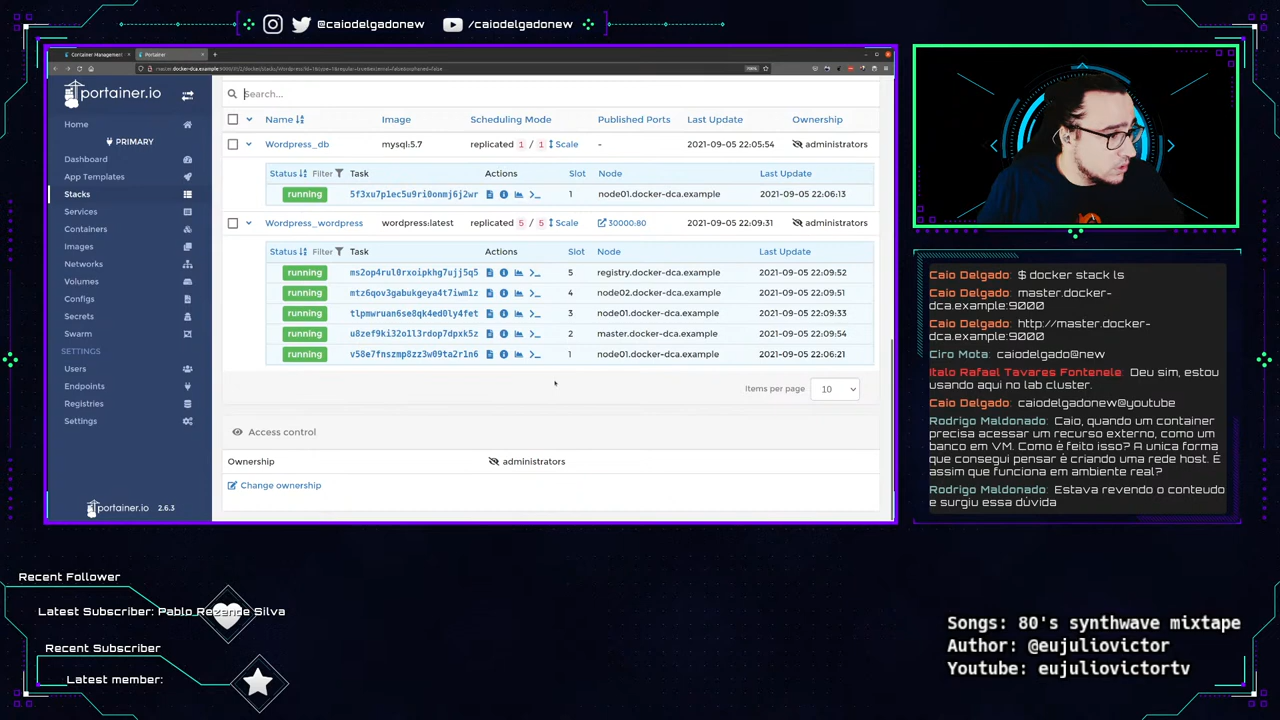 @caiodelgadonew /caiodelgadonew
Container Management Portainer
portainer.io
Home
PRIMARY
Dashboard
App Templates
Stacks
Services
Containers
Images
Networks
Volumes
Configs
Secrets
Swarm
SETTINGS
Users
Endpoints
Registries
Settings
portainer.io 2.6.3
Search...
Name Image Scheduling Mode Published Ports Last Update Ownership
Wordpress_db mysql:5.7 replicated 1 / 1 Scale - 2021-09-05 22:05:54 administrators
Status Filter Task Actions Slot Node Last Update
running 5f3xu7p1ec5u9ri0onmj6j2wr 1 node01.docker-dca.example 2021-09-05 22:06:13
Wordpress_wordpress wordpress:latest replicated 5 / 5 Scale 30000:80 2021-09-05 22:09:31 administrators
Status Filter Task Actions Slot Node Last Update
running ms2op4rul0rxoipkhg7ujj5q5 5 registry.docker-dca.example 2021-09-05 22:09:52
running mtz6qov3gabukgeya4t7iwm1z 4 node02.docker-dca.example 2021-09-05 22:09:51
running tlpmwruan6se8qk4ed0ly4fet 3 node01.docker-dca.example 2021-09-05 22:09:33
running u8zef9ki32o1l3rdop7dpxk5z 2 master.docker-dca.example 2021-09-05 22:09:54
running v58e7fnszmp8zz3w09ta2r1n6 1 node01.docker-dca.example 2021-09-05 22:06:21
Items per page 10
Access control
Ownership administrators
Change ownership
Caio Delgado: $ docker stack ls
Caio Delgado: master.docker-
dca.example:9000
Caio Delgado: http://master.docker-
dca.example:9000
Ciro Mota: caiodelgado@new
Italo Rafael Tavares Fontenele: Deu sim, estou
usando aqui no lab cluster.
Caio Delgado: caiodelgadonew@youtube
Rodrigo Maldonado: Caio, quando um container
precisa acessar um recurso externo, como um
banco em VM. Como é feito isso? A unica forma
que consegui pensar é criando uma rede host. E
assim que funciona em ambiente real?
Rodrigo Maldonado: Estava revendo o conteudo
e surgiu essa dúvida
Recent Follower
Latest Subscriber: Pablo Rezende Silva
Recent Subscriber
Latest member:
Songs: 80's synthwave mixtape
Author: @eujuliovictor
Youtube: eujuliovictortv